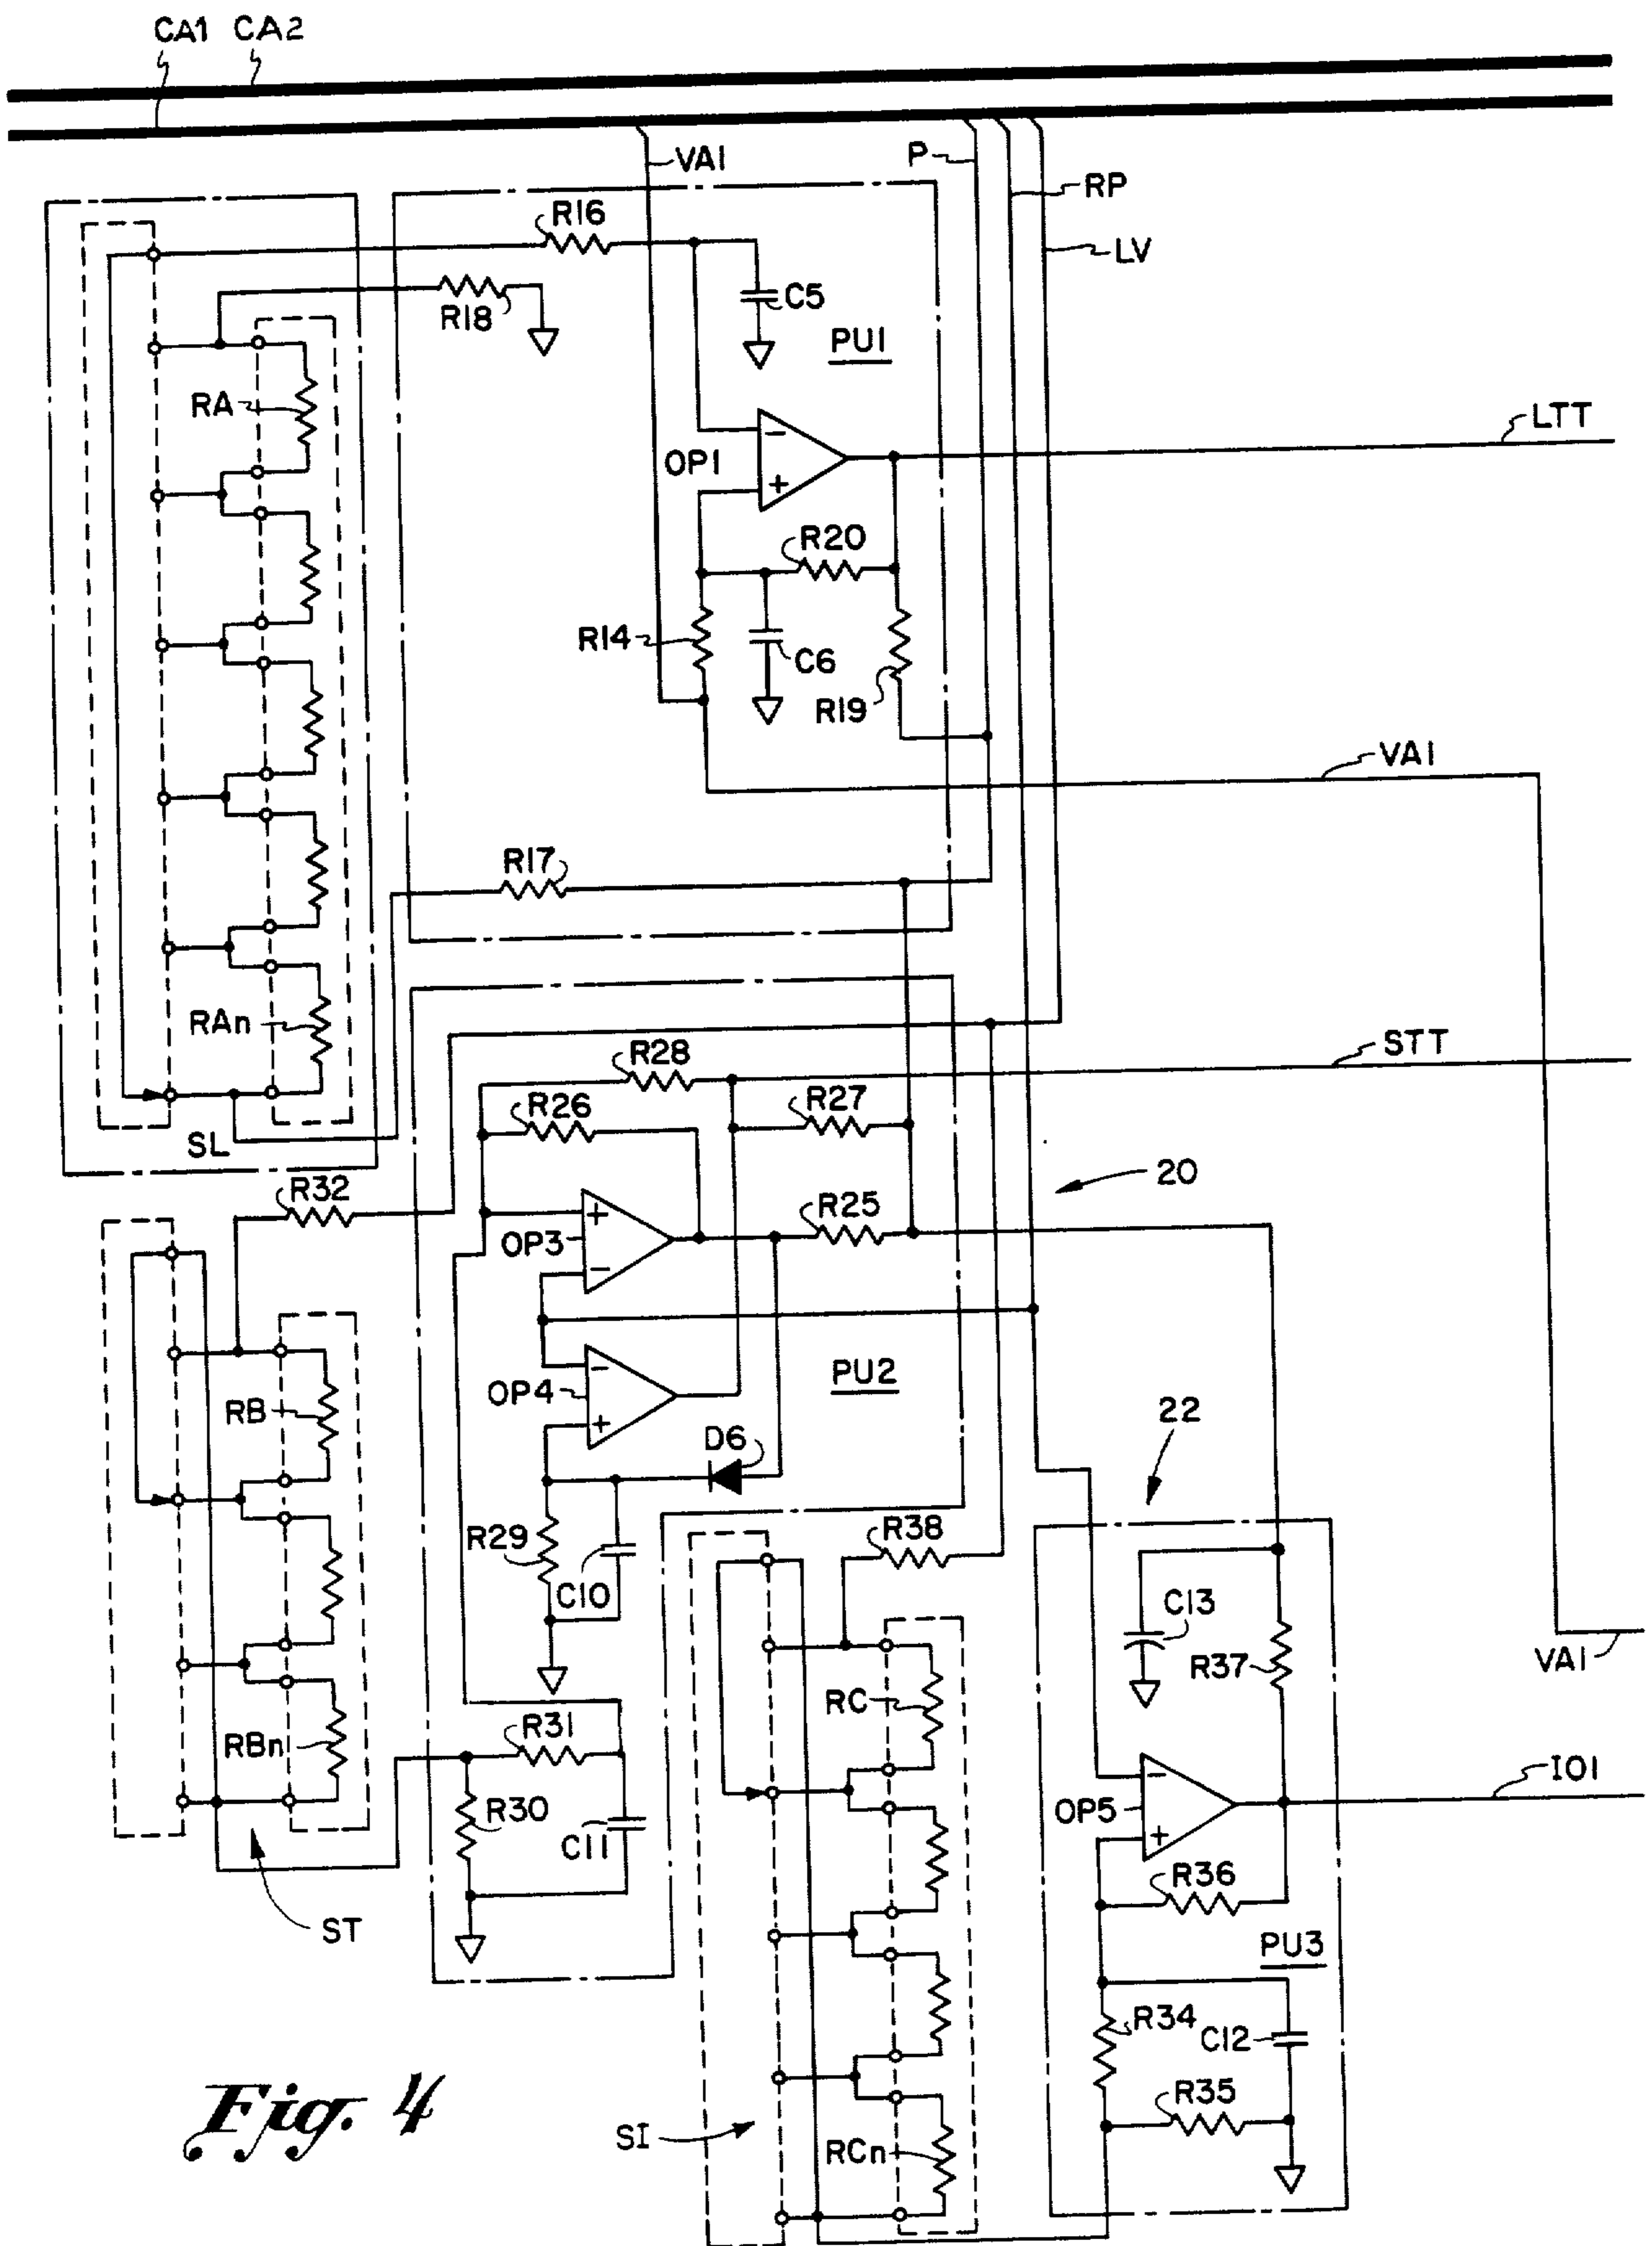 CA1 CA2
VA1
P
RP
LV
R16
R18
C5
PU1
RA
LTT
OP1
R20
R14
C6
R19
VA1
R17
RAn
SL
STT
R28
R26
R27
20
R32
R25
OP3
PU2
OP4
RB
22
D6
R29
R38
C10
C13
R37
VA1
RC
R31
RBn
R30
C11
OP5
IO1
ST
R36
PU3
R34
C12
R35
SI
RCn
Fig. 4